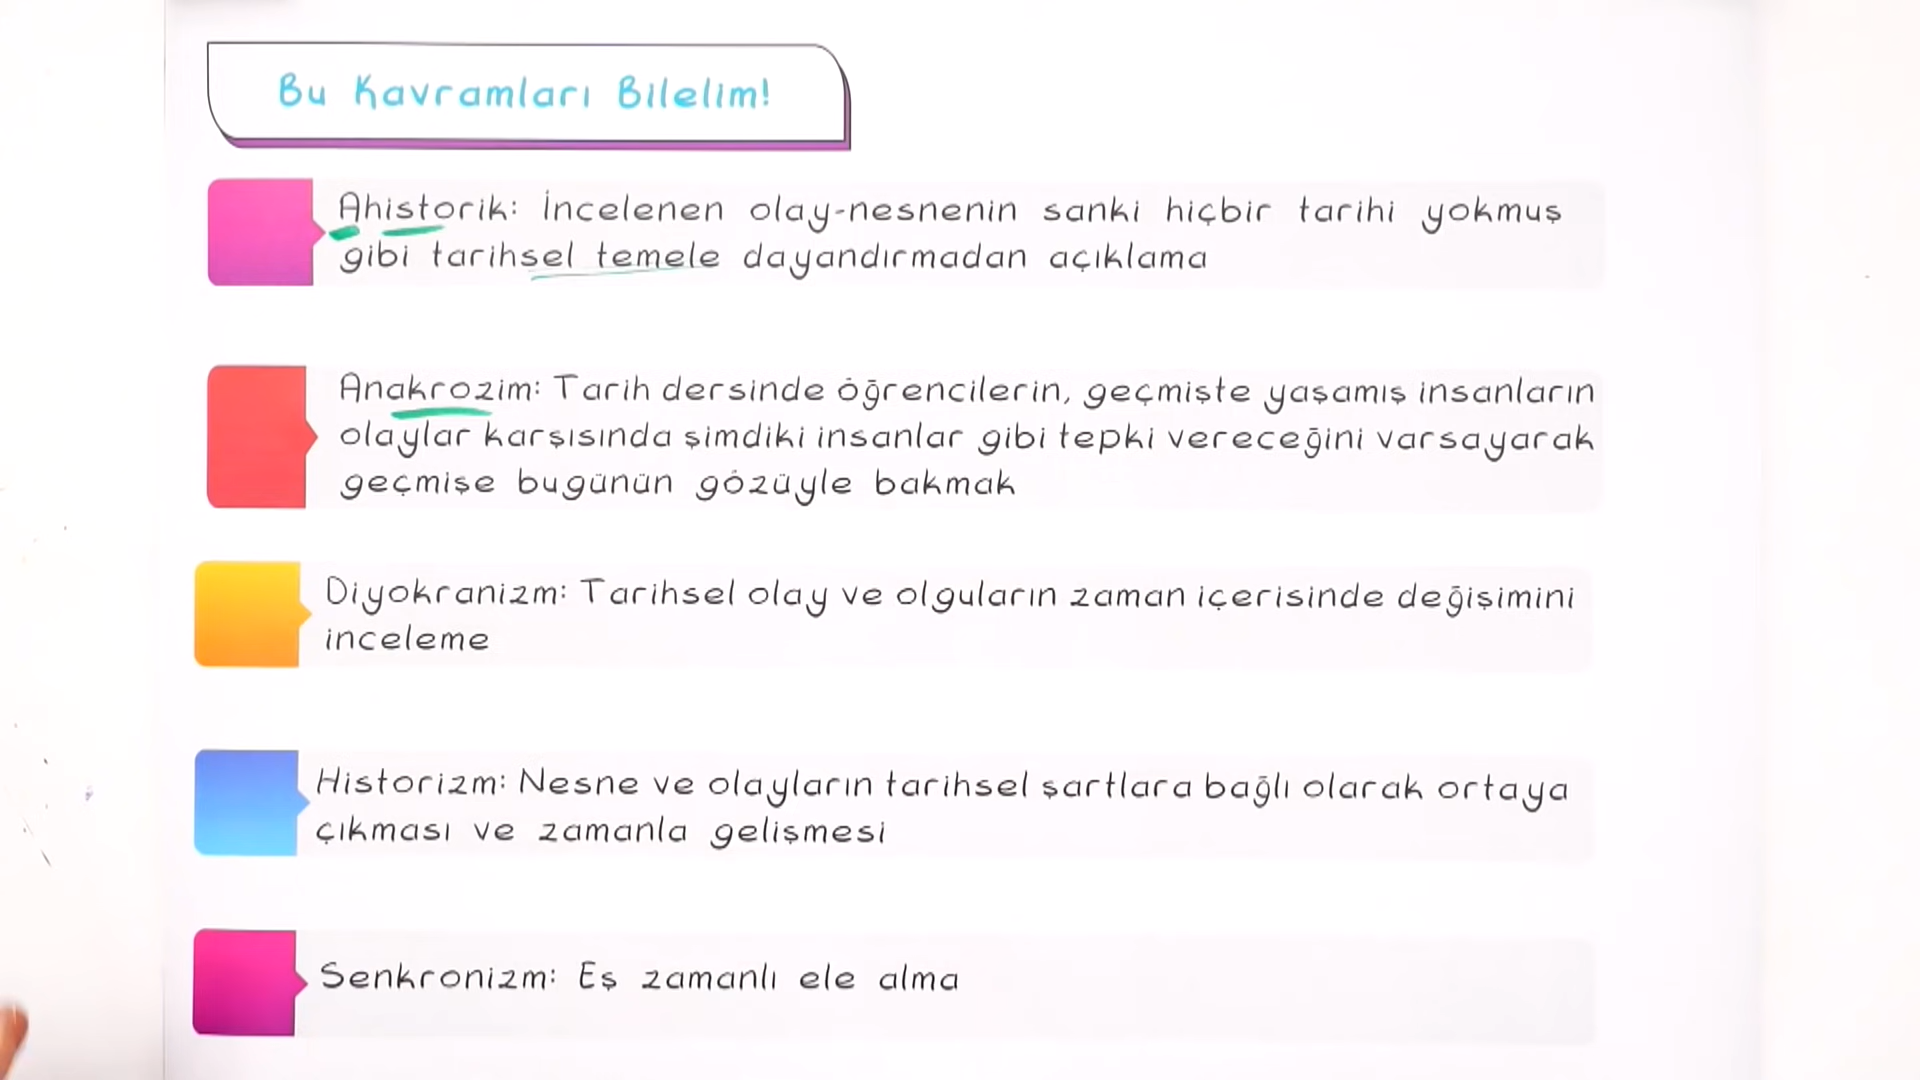 Bu Kavramları Bilelim!
Ahistorik: İncelenen olay-nesnenin sanki hiçbir tarihi yokmuş
gibi tarihsel temele dayandırmadan açıklama
Anakrozim: Tarih dersinde öğrencilerin, geçmişte yaşamış insanların
olaylar karşısında şimdiki insanlar gibi tepki vereceğini varsayarak
geçmişe bugünün gözüyle bakmak
Diyokranizm: Tarihsel olay ve olguların zaman içerisinde değişimini
inceleme
Historizm: Nesne ve olayların tarihsel şartlara bağlı olarak ortaya
çıkması ve zamanla gelişmesi
Senkronizm: Eş zamanlı ele alma